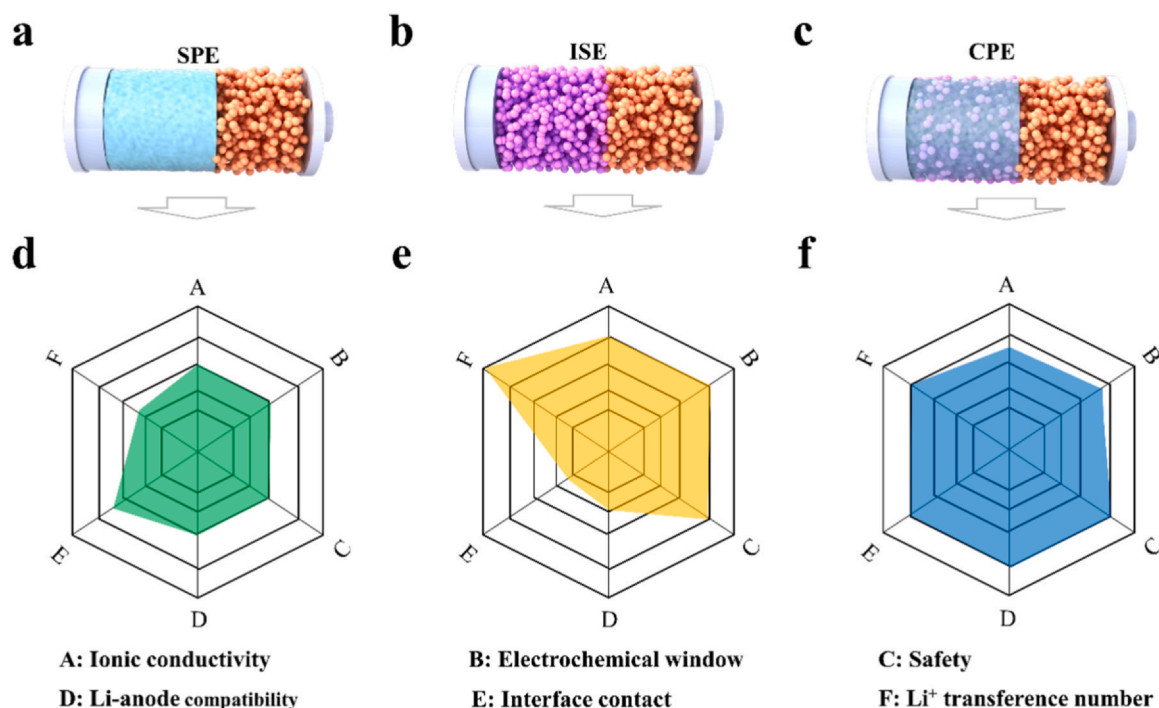 a
b
c
SPE
ISE
CPE
d
e
f
A
A
A
F
B
F
B
F
B
E
C
E
C
E
C
D
D
D
A: Ionic conductivity
B: Electrochemical window
C: Safety
D: Li-anode compatibility
E: Interface contact
F: Li⁺ transference number